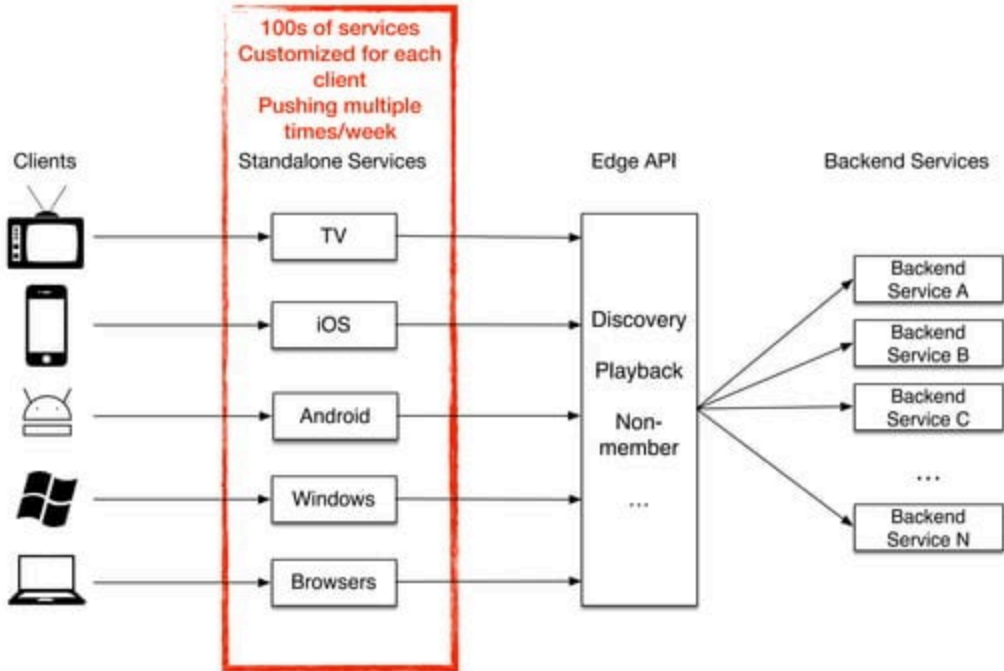 100s of services
Customized for each
client
Pushing multiple
times/week
Clients
Standalone Services
Edge API
Backend Services
TV
iOS
Android
Windows
Browsers
Discovery
Playback
Non-
member
...
Backend
Service A
Backend
Service B
Backend
Service C
...
Backend
Service N